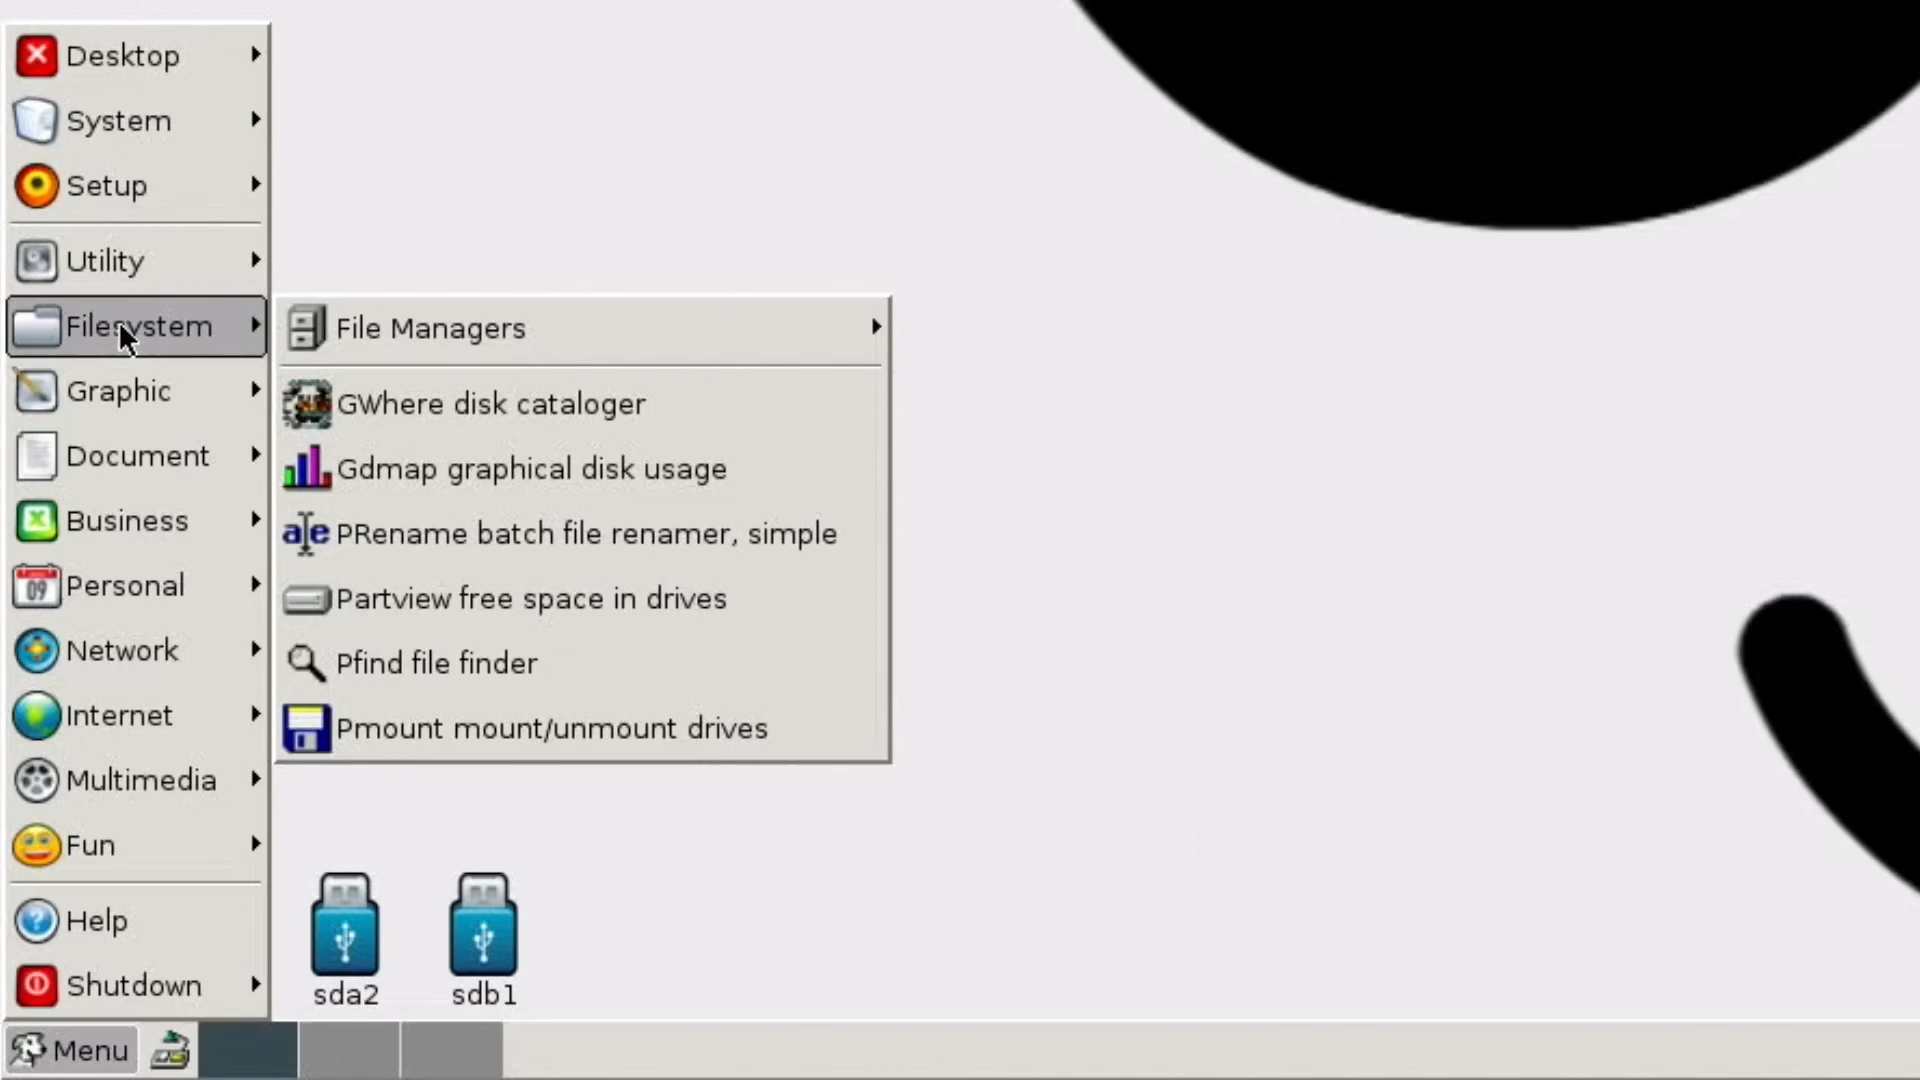 Desktop
System
Setup
Utility
Filesystem
Graphic
Document
Business
Personal
Network
Internet
Multimedia
Fun
Help
Shutdown
File Managers
GWhere disk cataloger
Gdmap graphical disk usage
PRename batch file renamer, simple
Partview free space in drives
Pfind file finder
Pmount mount/unmount drives
sda2
sdb1
Menu